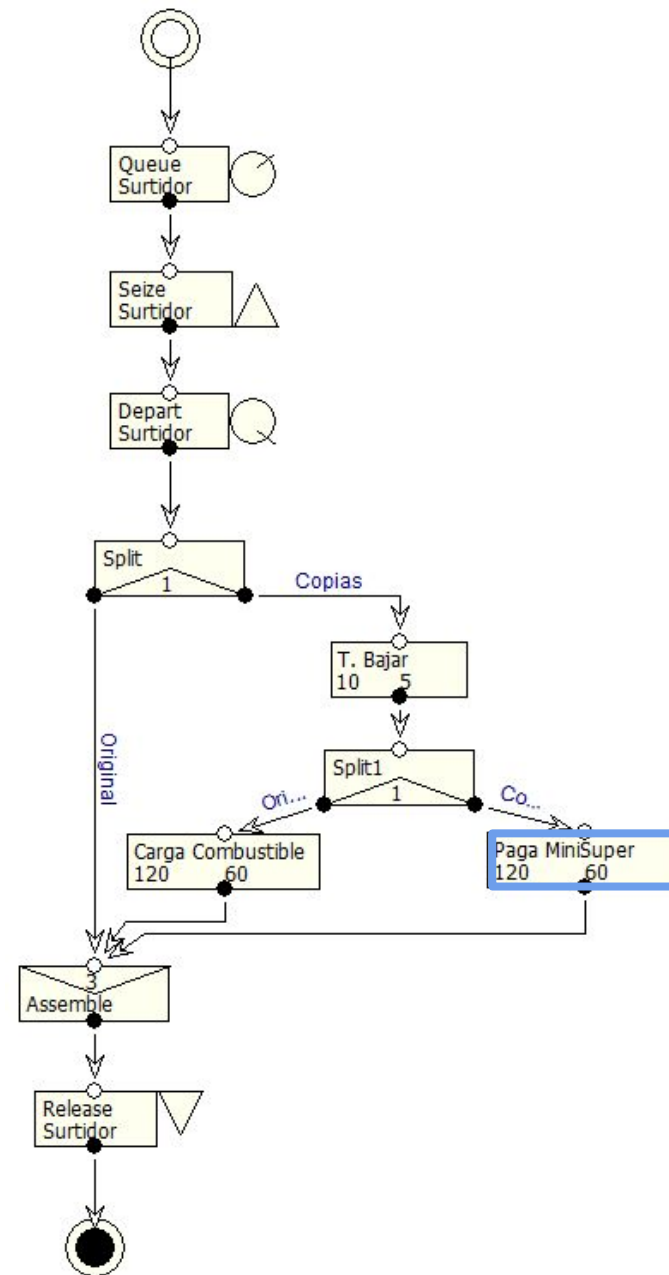 Queue
Surtidor
Seize
Surtidor
Depart
Surtidor
Split
1
Copias
T. Bajar
10 5
Original
Split1
1
Ori...
Co...
Carga Combustible
120 60
Paga MiniSuper
120 60
3
Assemble
Release
Surtidor